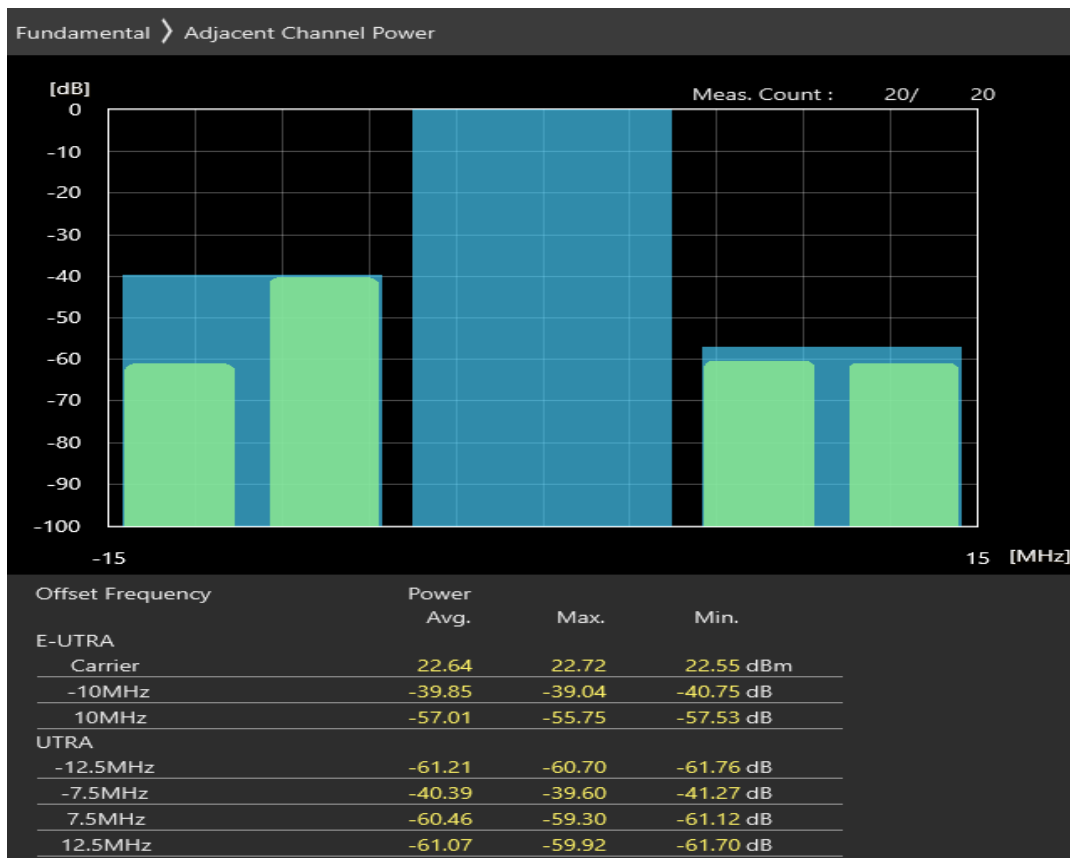 Fundamental 〉 Adjacent Channel Power
[dB]
Meas. Count : 20/ 20
0
-10
-20
-30
-40
-50
-60
-70
-80
-90
-100
-15 15 [MHz]
Offset Frequency Power
Avg. Max. Min.
E-UTRA
Carrier 22.64 22.72 22.55 dBm
-10MHz -39.85 -39.04 -40.75 dB
10MHz -57.01 -55.75 -57.53 dB
UTRA
-12.5MHz -61.21 -60.70 -61.76 dB
-7.5MHz -40.39 -39.60 -41.27 dB
7.5MHz -60.46 -59.30 -61.12 dB
12.5MHz -61.07 -59.92 -61.70 dB